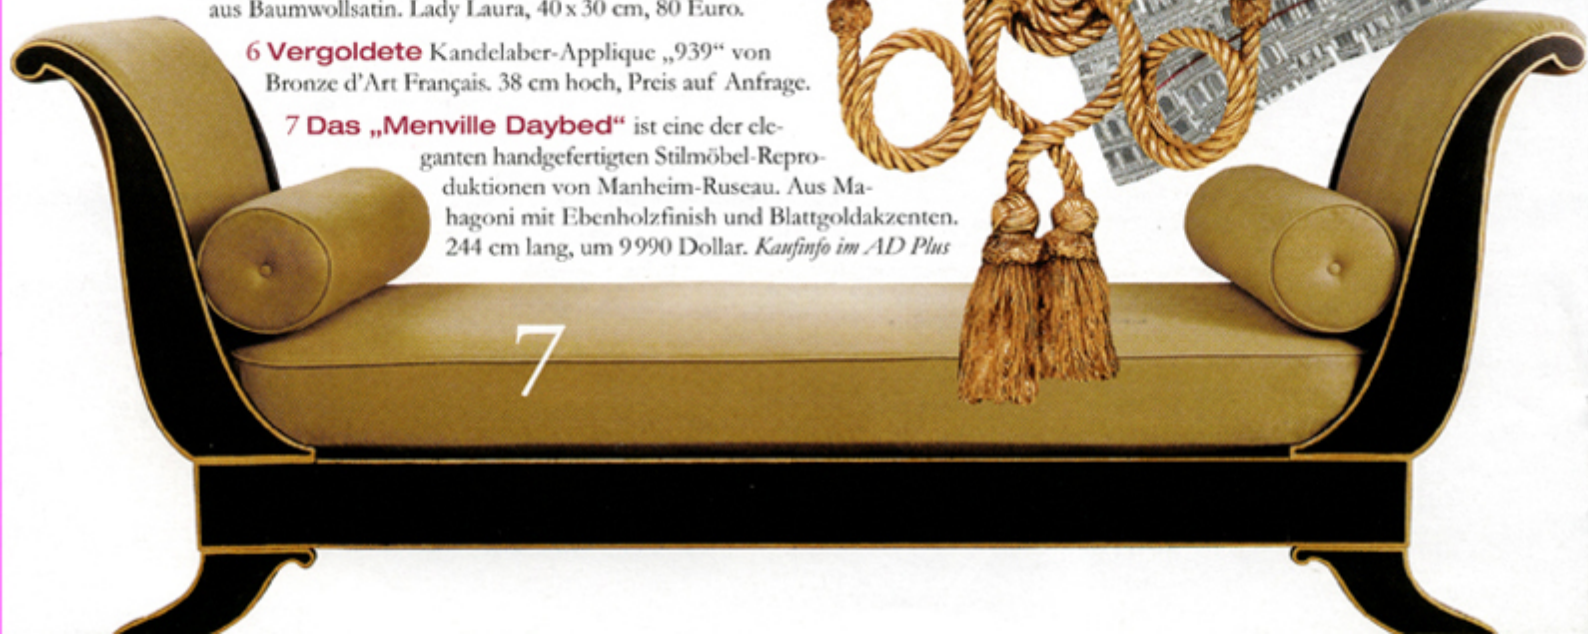 aus Baumwollsatin. Lady Laura, 40 x 30 cm, 80 Euro.
6 Vergoldete Kandelaber-Applique „939“ von
Bronze d'Art Français. 38 cm hoch, Preis auf Anfrage.
7 Das „Menville Daybed“ ist eine der ele-
ganten handgefertigten Stilmöbel-Repro-
duktionen von Manheim-Ruseau. Aus Ma-
hagoni mit Ebenholzfinish und Blattgoldakzenten.
244 cm lang, um 9 990 Dollar. Kaufinfo im AD Plus
7